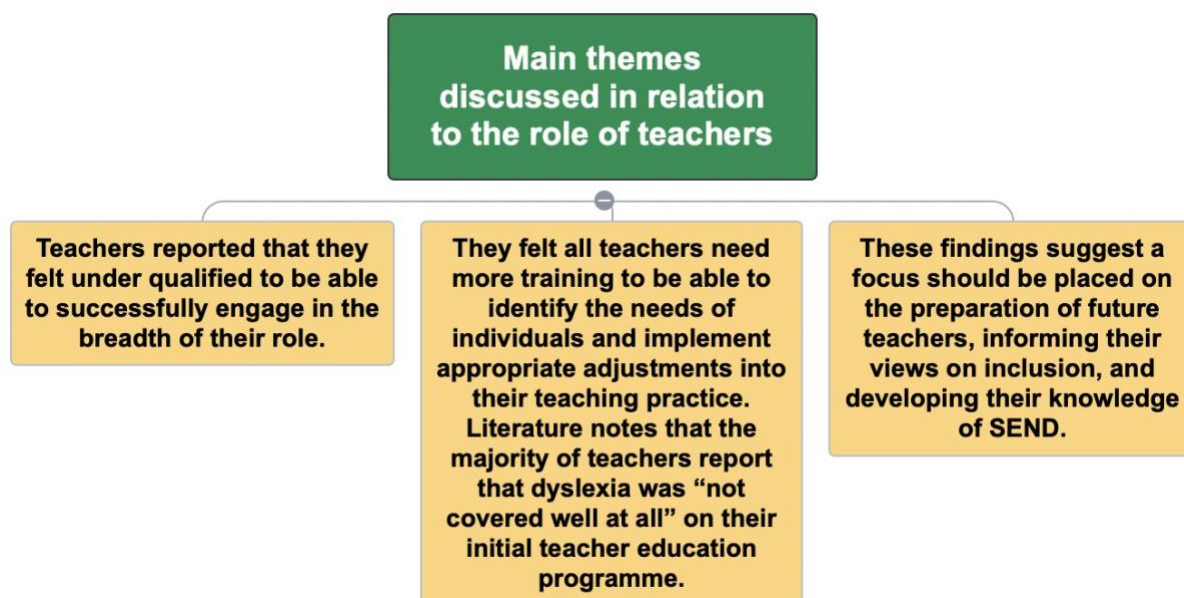 Main themes
discussed in relation
to the role of teachers
Teachers reported that they
felt under qualified to be able
to successfully engage in the
breadth of their role.
They felt all teachers need
more training to be able to
identify the needs of
individuals and implement
appropriate adjustments into
their teaching practice.
Literature notes that the
majority of teachers report
that dyslexia was “not
covered well at all” on their
initial teacher education
programme.
These findings suggest a
focus should be placed on
the preparation of future
teachers, informing their
views on inclusion, and
developing their knowledge
of SEND.